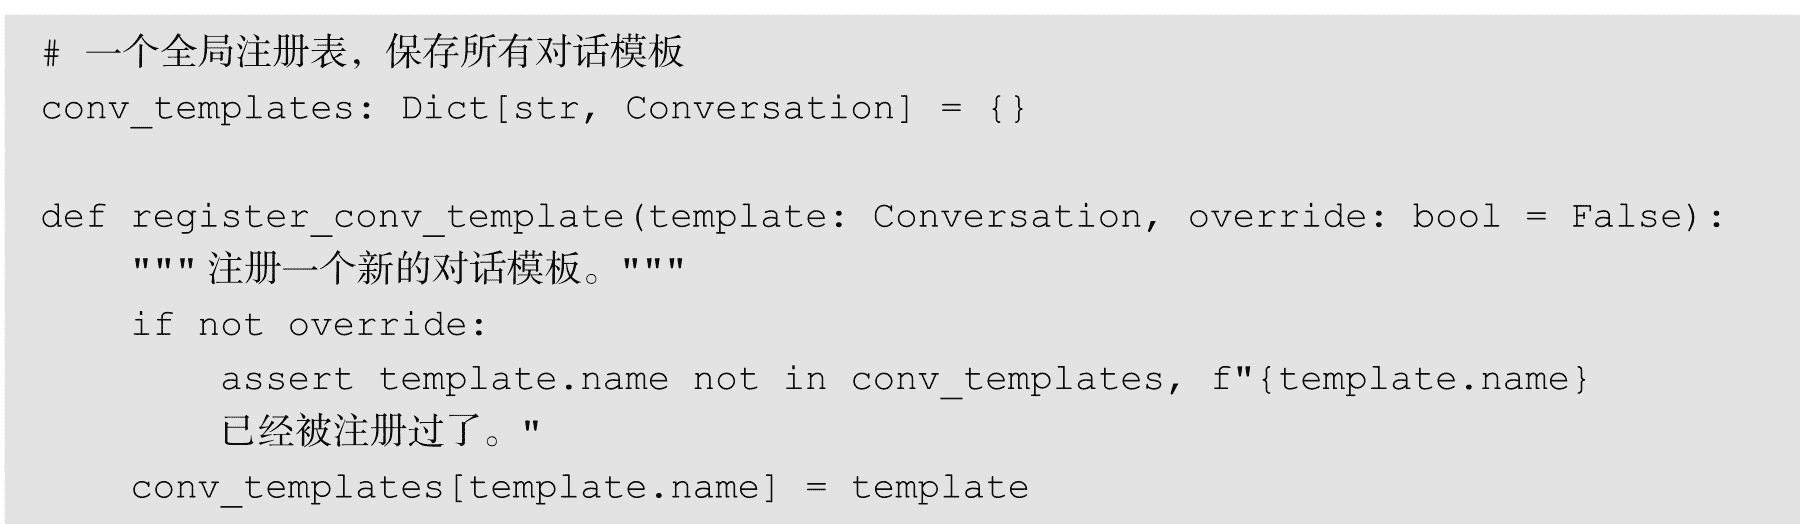 # 一个全局注册表，保存所有对话模板
conv_templates: Dict[str, Conversation] = {}
def register_conv_template(template: Conversation, override: bool = False):
    """注册一个新的对话模板。"""
    if not override:
        assert template.name not in conv_templates, f"{template.name}
        已经被注册过了。"
    conv_templates[template.name] = template